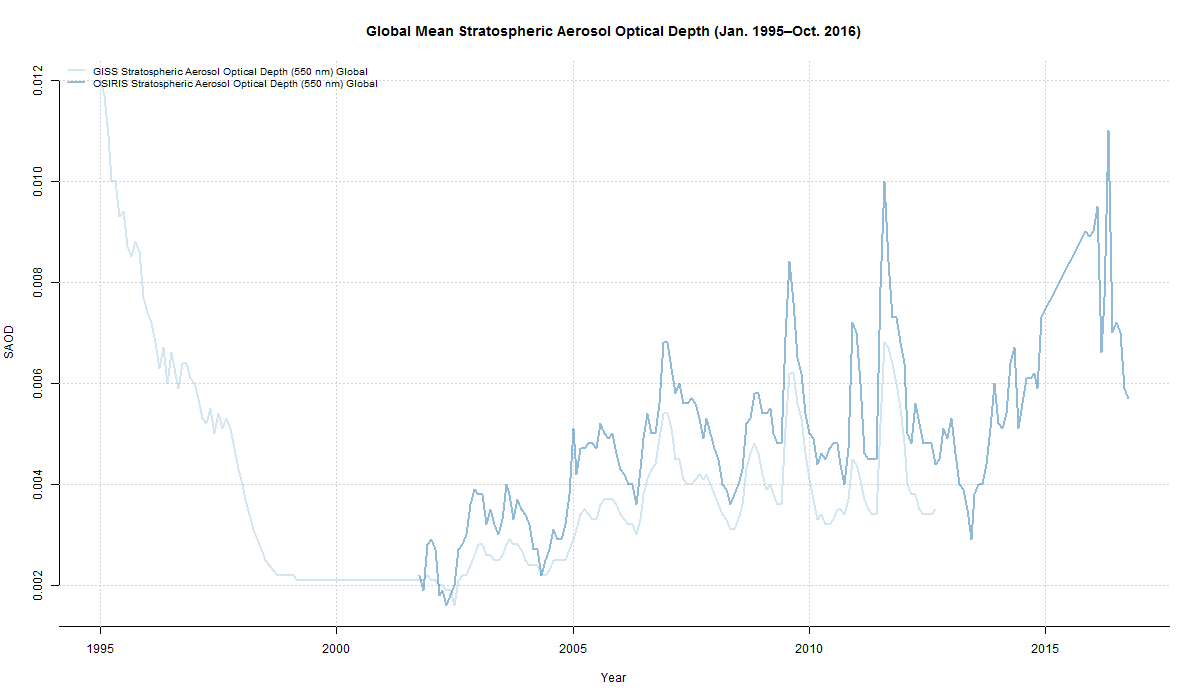 Global Mean Stratospheric Aerosol Optical Depth (Jan. 1995–Oct. 2016)
GISS Stratospheric Aerosol Optical Depth (550 nm) Global
OSIRIS Stratospheric Aerosol Optical Depth (550 nm) Global
0.012
0.010
0.008
0.006
0.004
0.002
SAOD
1995 2000 2005 2010 2015
Year